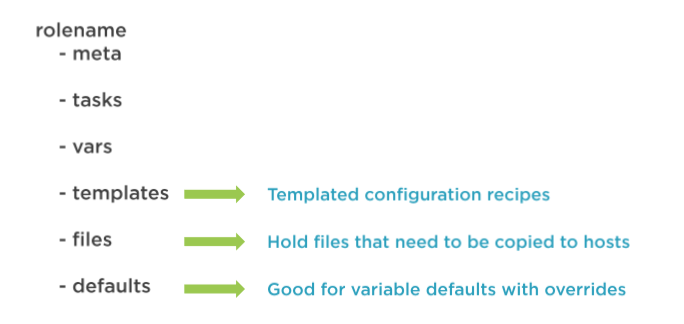 rolename
- meta
- tasks
- vars
- templates Templated configuration recipes
- files Hold files that need to be copied to hosts
- defaults Good for variable defaults with overrides